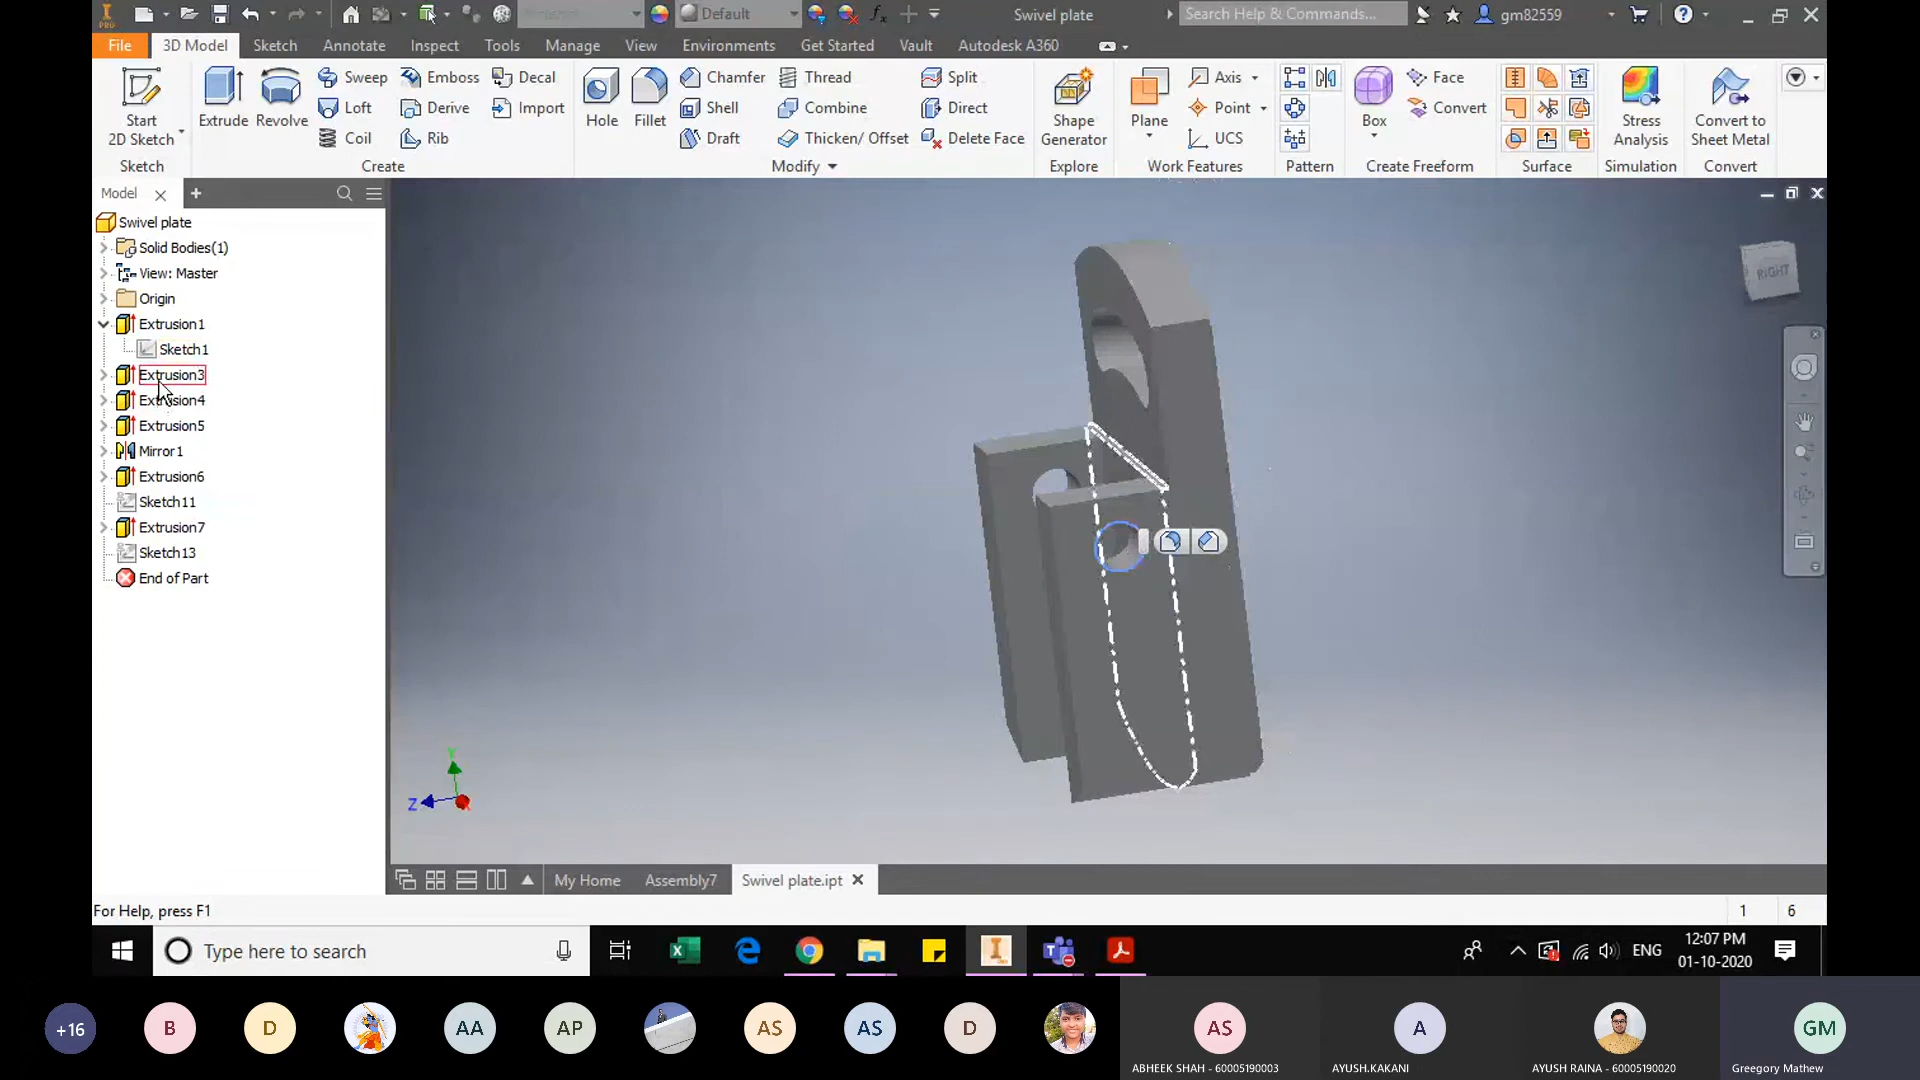 PRO
Default
Swivel plate
Search Help & Commands...
gm82559
File
3D Model
Sketch
Annotate
Inspect
Tools
Manage
View
Environments
Get Started
Vault
Autodesk A360
Start
2D Sketch
Extrude
Revolve
Sweep
Loft
Coil
Emboss
Derive
Rib
Decal
Import
Hole
Fillet
Chamfer
Shell
Draft
Thread
Combine
Thicken/ Offset
Split
Direct
Delete Face
Shape
Generator
Plane
Axis
Point
UCS
Box
Face
Convert
Stress
Analysis
Convert to
Sheet Metal
Sketch
Create
Modify
Explore
Work Features
Pattern
Create Freeform
Surface
Simulation
Convert
Model
Swivel plate
Solid Bodies(1)
View: Master
Origin
Extrusion1
Sketch1
Extrusion3
Extrusion4
Extrusion5
Mirror1
Extrusion6
Sketch11
Extrusion7
Sketch13
End of Part
RIGHT
Y
Z
My Home
Assembly7
Swivel plate.ipt
For Help, press F1
1
6
Type here to search
ENG
12:07 PM
01-10-2020
+16
B
D
AA
AP
AS
AS
D
AS
A
GM
ABHEEK SHAH - 60005190003
AYUSH.KAKANI
AYUSH RAINA - 60005190020
Greegory Mathew